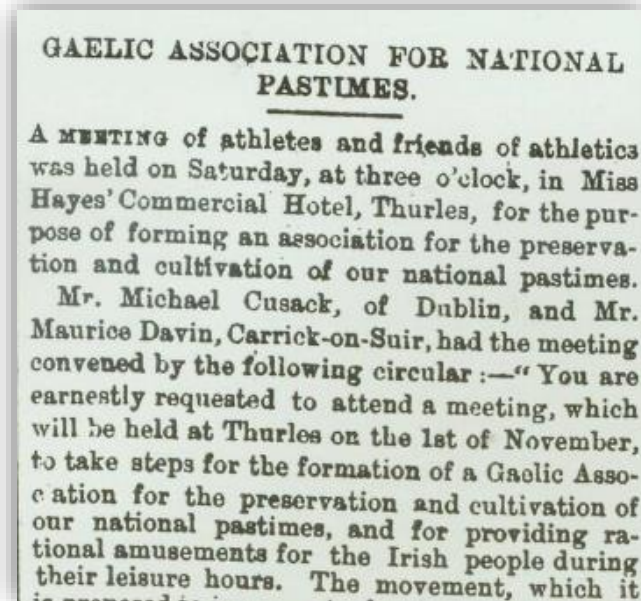 GAELIC ASSOCIATION FOR NATIONAL
PASTIMES.
A MEETING of athletes and friends of athletics
was held on Saturday, at three o'clock, in Miss
Hayes' Commercial Hotel, Thurles, for the pur-
pose of forming an association for the preserva-
tion and cultivation of our national pastimes.
Mr. Michael Cusack, of Dublin, and Mr.
Maurice Davin, Carrick-on-Suir, had the meeting
convened by the following circular :—“ You are
earnestly requested to attend a meeting, which
will be held at Thurles on the 1st of November,
to take steps for the formation of a Gaelic Asso-
c ation for the preservation and cultivation of
our national pastimes, and for providing ra-
tional amusements for the Irish people during
their leisure hours. The movement, which it
is proposed to